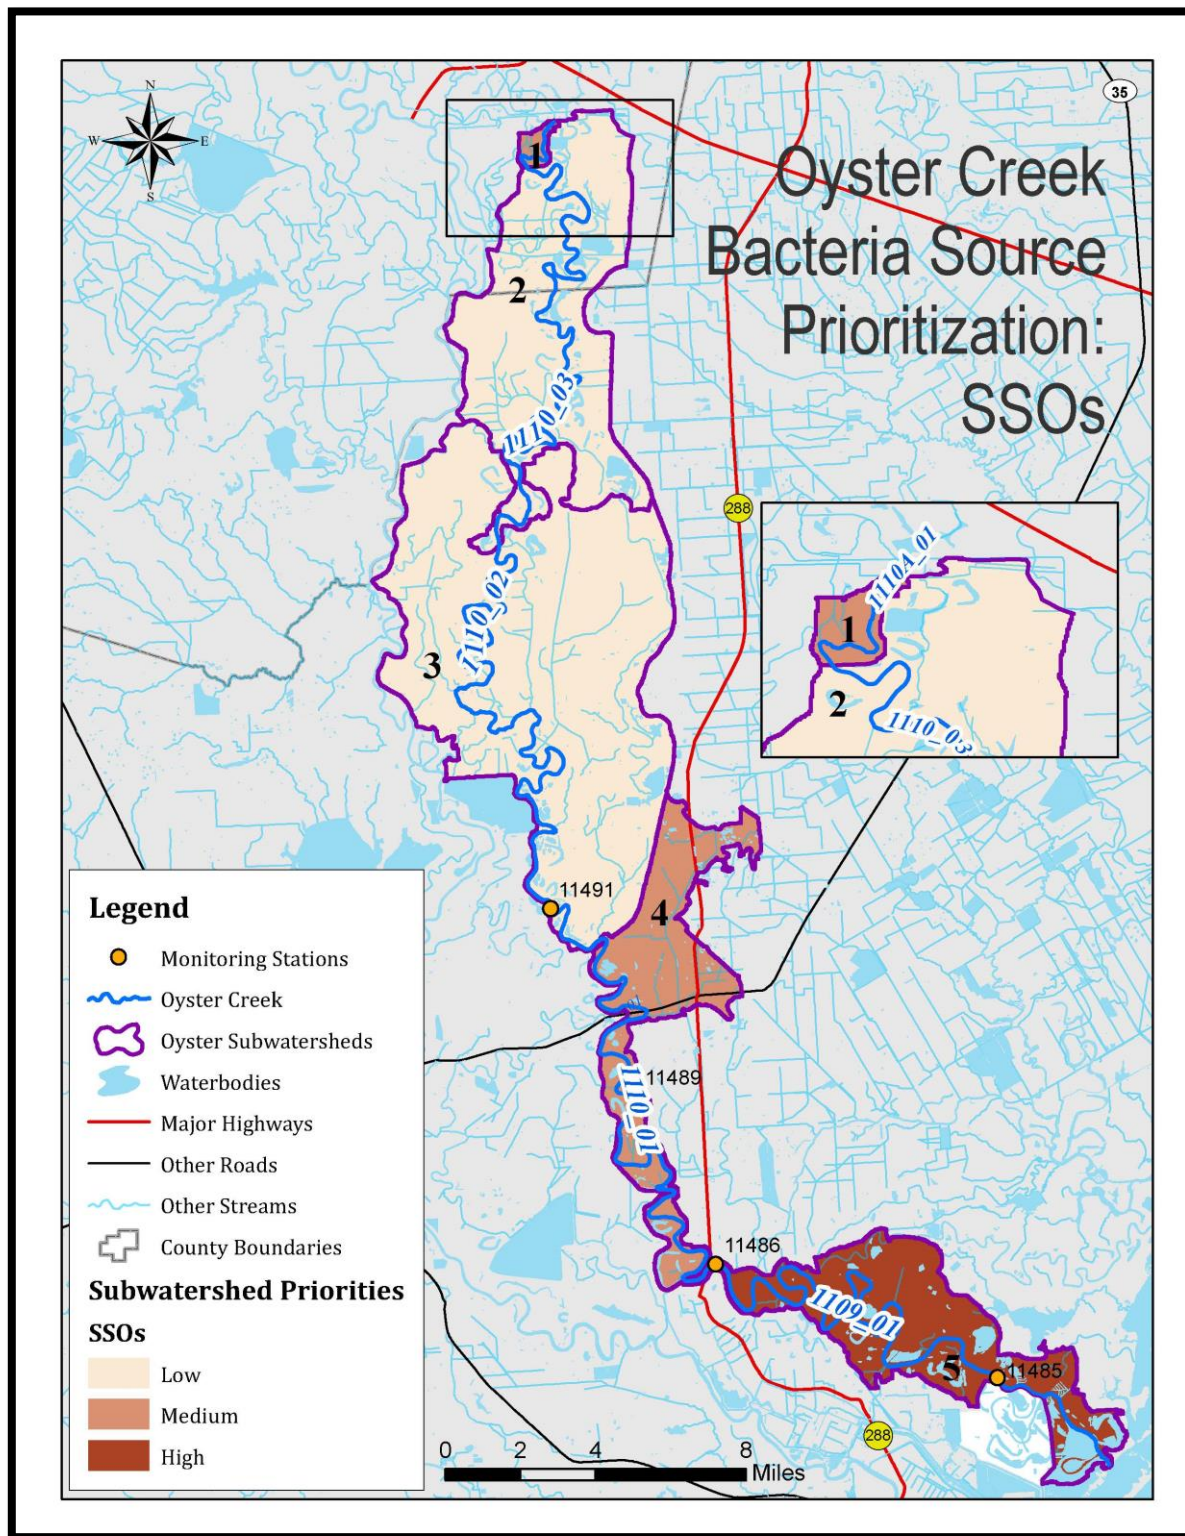 N
W
E
S
35
Oyster Creek
Bacteria Source
Prioritization:
SSOs
1
2
1110_03
288
1110A_01
1
2
1110_03
1110_02
3
11491
4
11489
1110_01
11486
1109_01
5
11485
288
Legend
Monitoring Stations
Oyster Creek
Oyster Subwatersheds
Waterbodies
Major Highways
Other Roads
Other Streams
County Boundaries
Subwatershed Priorities
SSOs
Low
Medium
High
0 2 4 8
Miles